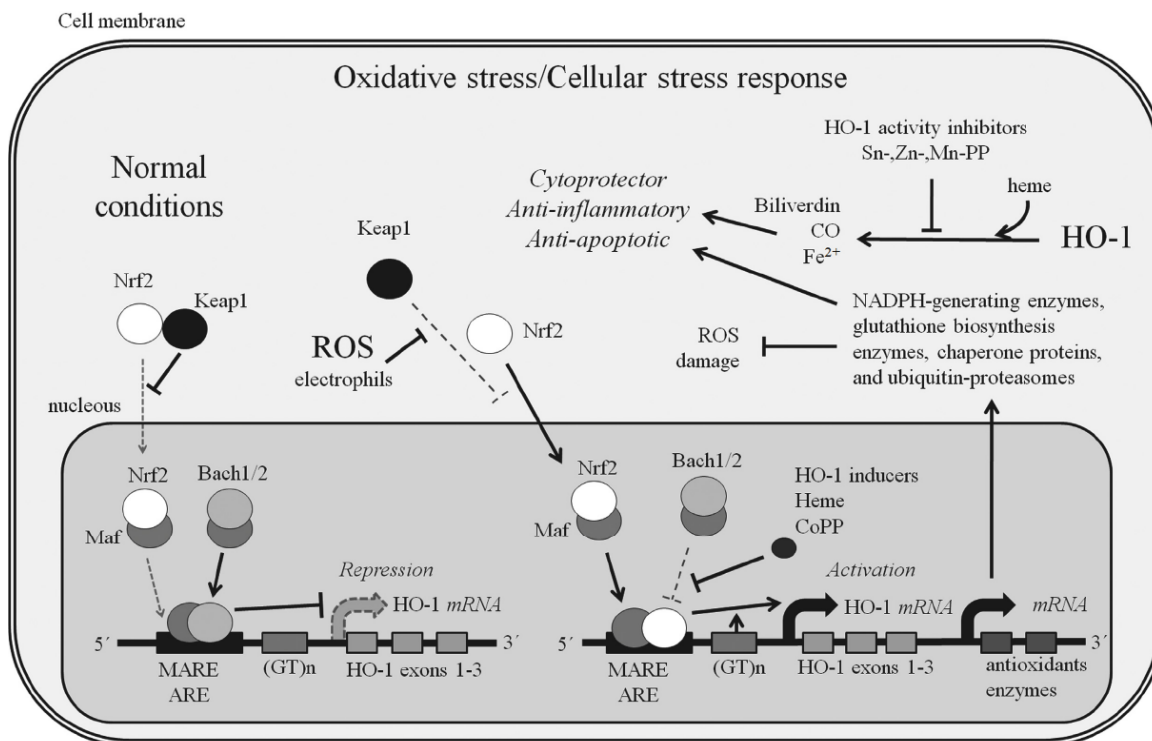 Cell membrane
Oxidative stress/Cellular stress response
Normal
conditions
Nrf2
Keap1
nucleous
Keap1
ROS
electrophils
Nrf2
Cytoprotector
Anti-inflammatory
Anti-apoptotic
HO-1 activity inhibitors
Sn-,Zn-,Mn-PP
heme
Biliverdin
CO
Fe²⁺
HO-1
ROS
damage
NADPH-generating enzymes,
glutathione biosynthesis
enzymes, chaperone proteins,
and ubiquitin-proteasomes
Nrf2
Bach1/2
Maf
Repression
HO-1 mRNA
5´
3´
MARE
ARE
(GT)n
HO-1 exons 1-3
Nrf2
Bach1/2
Maf
HO-1 inducers
Heme
CoPP
Activation
HO-1 mRNA
mRNA
5´
3´
MARE
ARE
(GT)n
HO-1 exons 1-3
antioxidants
enzymes